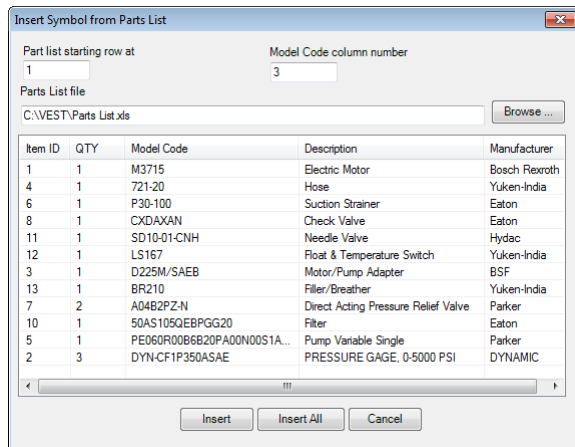 Insert Symbol from Parts List
Part list starting row at Model Code column number
1 3
Parts List file
C:\VEST\Parts List.xls Browse ...
Item ID QTY Model Code Description Manufacturer
1 1 M3715 Electric Motor Bosch Rexroth
4 1 721-20 Hose Yuken-India
6 1 P30-100 Suction Strainer Eaton
8 1 CXDAXAN Check Valve Eaton
11 1 SD10-01-CNH Needle Valve Hydac
12 1 LS167 Float & Temperature Switch Yuken-India
3 1 D225M/SAEB Motor/Pump Adapter BSF
13 1 BR210 Filler/Breather Yuken-India
7 2 A04B2PZ-N Direct Acting Pressure Relief Valve Parker
10 1 50AS105QEBPGG20 Filter Eaton
5 1 PE060R00B6B20PA00N00S1A... Pump Variable Single Parker
2 3 DYN-CF1P350ASAE PRESSURE GAGE, 0-5000 PSI DYNAMIC
Insert Insert All Cancel